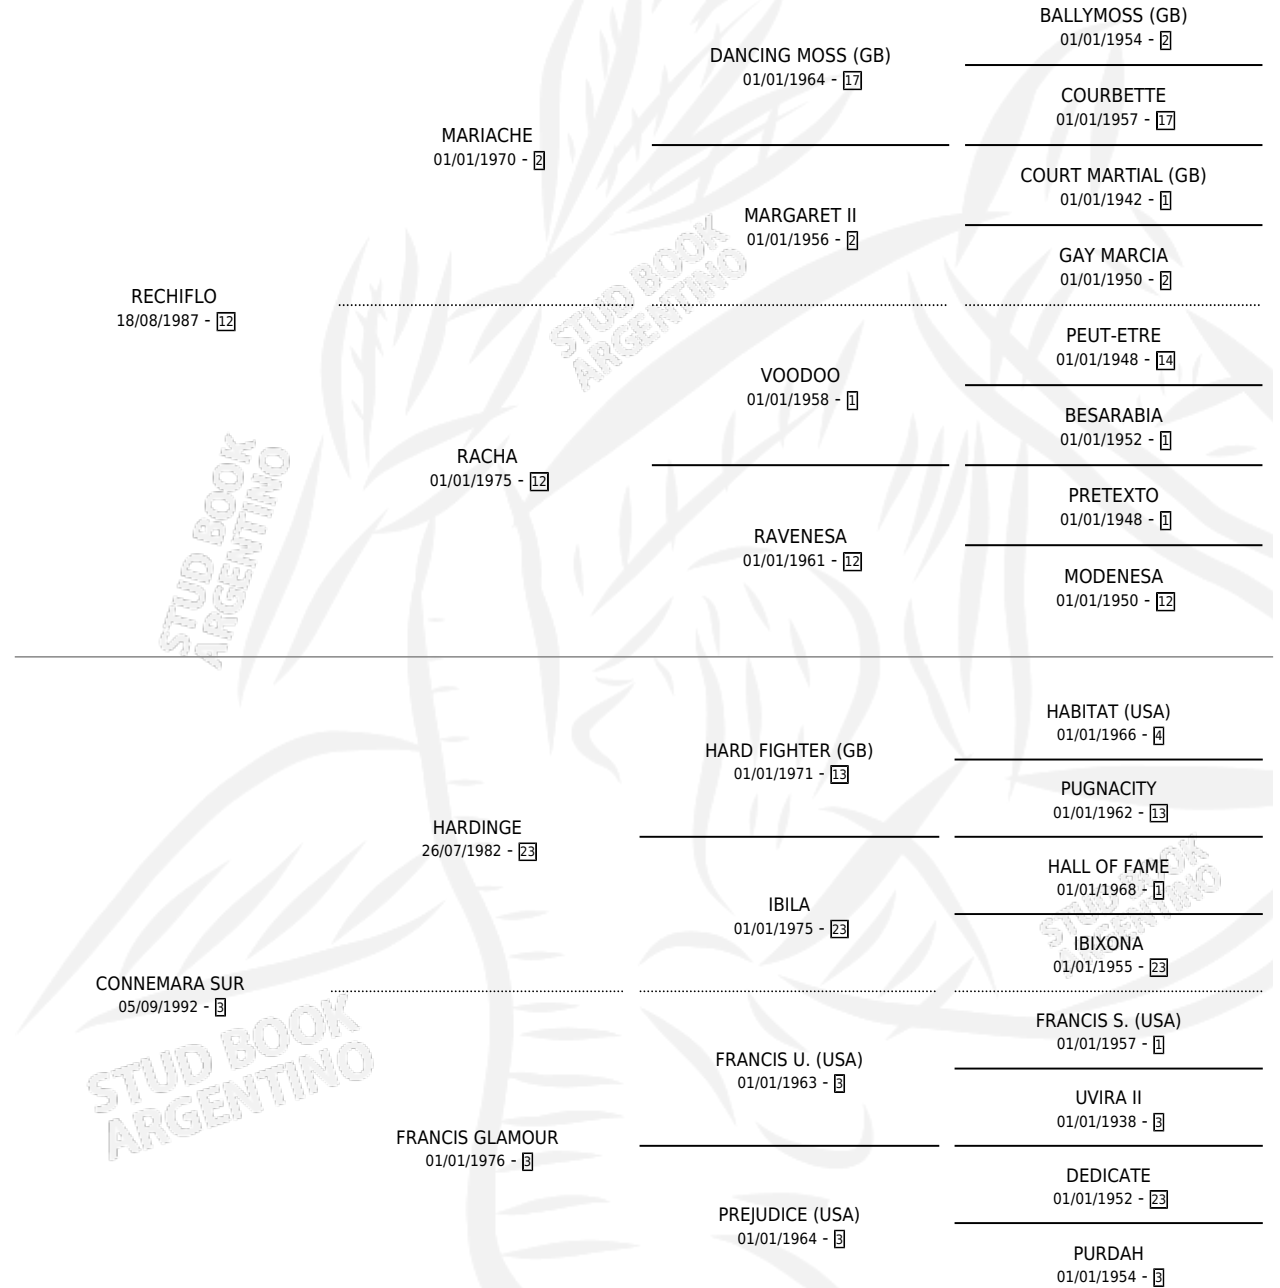 BALLYMOSS (GB)
01/01/1954 - 2
DANCING MOSS (GB)
01/01/1964 - 17
COURBETTE
01/01/1957 - 17
MARIACHE
01/01/1970 - 2
COURT MARTIAL (GB)
01/01/1942 - 1
MARGARET II
01/01/1956 - 2
GAY MARCIA
01/01/1950 - 2
RECHIFLO
18/08/1987 - 12
PEUT-ETRE
01/01/1948 - 14
VOODOO
01/01/1958 - 1
BESARABIA
01/01/1952 - 1
RACHA
01/01/1975 - 12
PRETEXTO
01/01/1948 - 1
RAVENESA
01/01/1961 - 12
MODENESA
01/01/1950 - 12
HABITAT (USA)
01/01/1966 - 4
HARD FIGHTER (GB)
01/01/1971 - 13
PUGNACITY
01/01/1962 - 13
HARDINGE
26/07/1982 - 23
HALL OF FAME
01/01/1968 - 1
IBILA
01/01/1975 - 23
IBIXONA
01/01/1955 - 23
CONNEMARA SUR
05/09/1992 - 3
FRANCIS S. (USA)
01/01/1957 - 1
FRANCIS U. (USA)
01/01/1963 - 3
UVIRA II
01/01/1938 - 3
FRANCIS GLAMOUR
01/01/1976 - 3
DEDICATE
01/01/1952 - 23
PREJUDICE (USA)
01/01/1964 - 3
PURDAH
01/01/1954 - 3
STUD BOOK
ARGENTINO
STUD BOOK
ARGENTINO
STUD BOOK
ARGENTINO
STUD BOOK
ARGENTINO